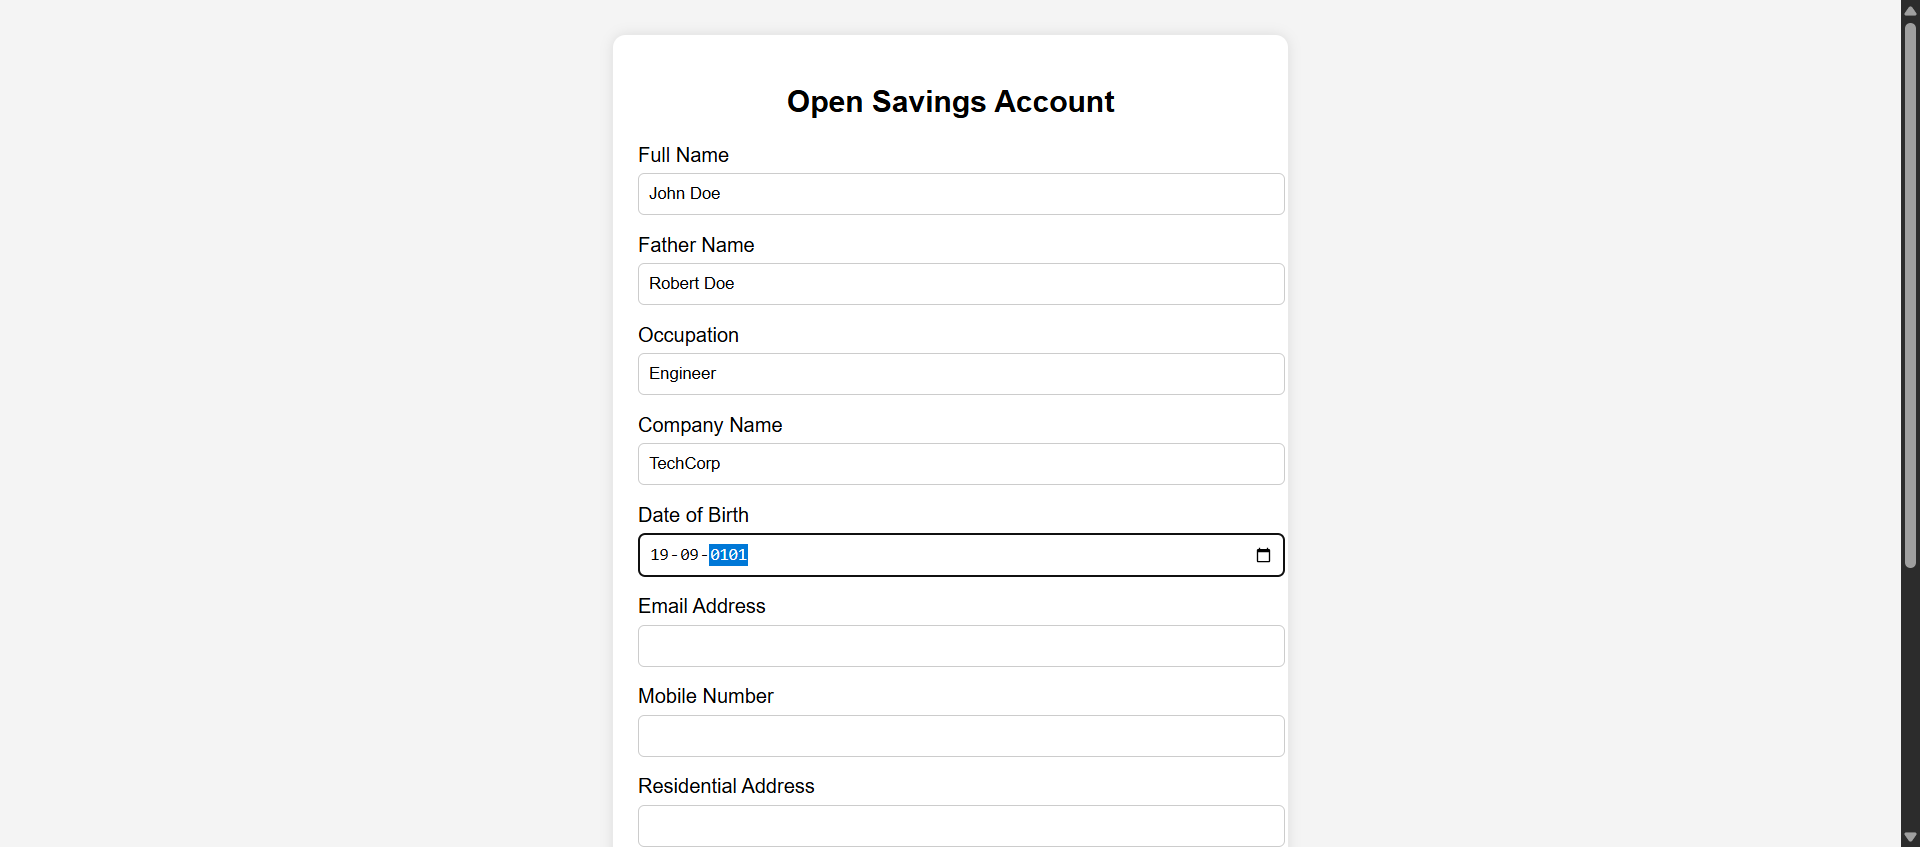 Open Savings Account
Full Name
John Doe
Father Name
Robert Doe
Occupation
Engineer
Company Name
TechCorp
Date of Birth
19-09-0101
Email Address
Mobile Number
Residential Address